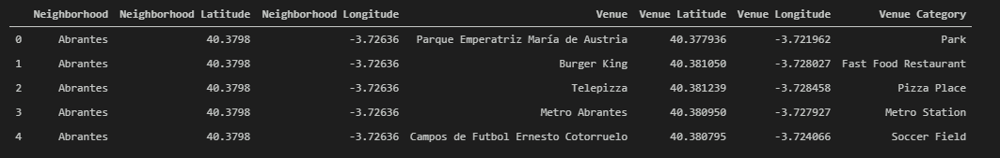 Neighborhood Neighborhood Latitude Neighborhood Longitude Venue Venue Latitude Venue Longitude Venue Category
0 Abrantes 40.3798 -3.72636 Parque Emperatriz María de Austria 40.377936 -3.721962 Park
1 Abrantes 40.3798 -3.72636 Burger King 40.381050 -3.728027 Fast Food Restaurant
2 Abrantes 40.3798 -3.72636 Telepizza 40.381239 -3.728458 Pizza Place
3 Abrantes 40.3798 -3.72636 Metro Abrantes 40.380950 -3.727927 Metro Station
4 Abrantes 40.3798 -3.72636 Campos de Futbol Ernesto Cotorruelo 40.380795 -3.724066 Soccer Field